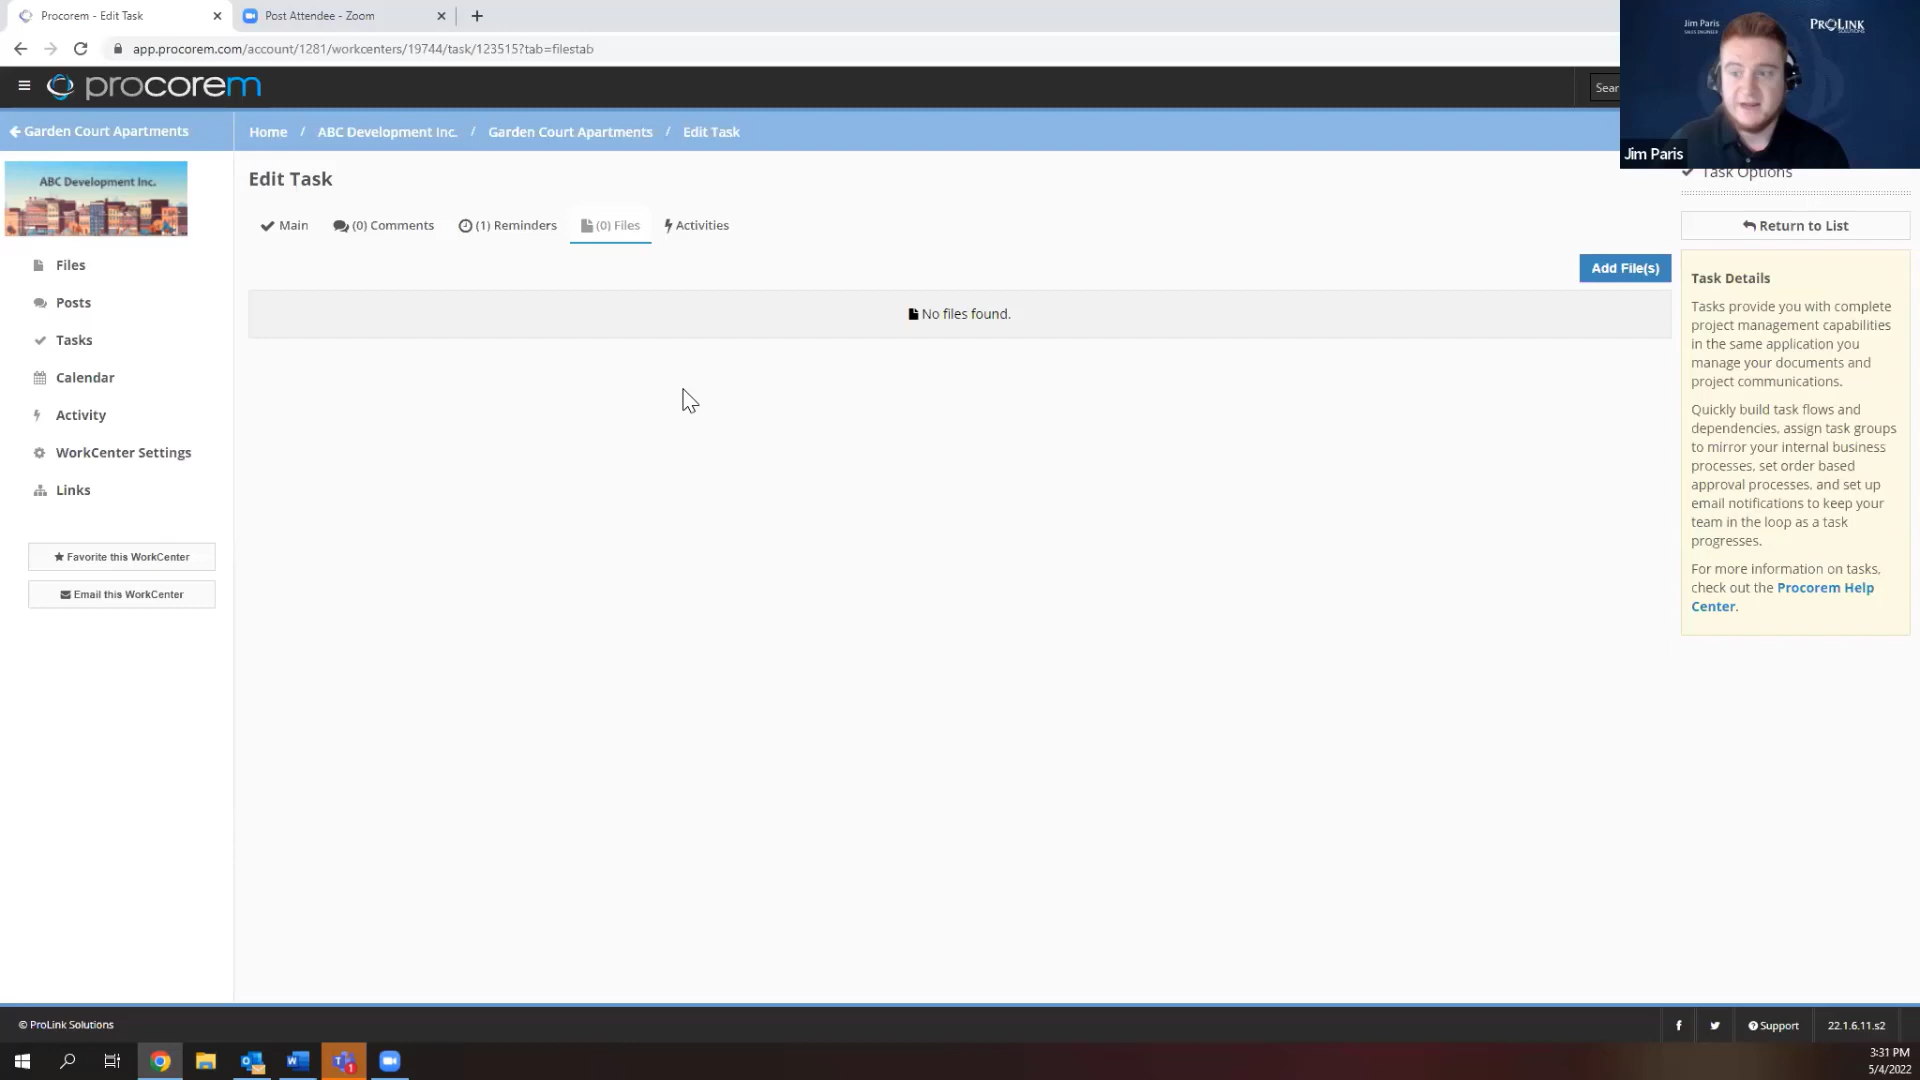 Procorem - Edit Task
Post Attendee - Zoom
app.procorem.com/account/1281/workcenters/19744/task/123515?tab=filestab
Jim Paris
SALES ENGINEER
PROLINK
SOLUTIONS
procorem
Sear
Jim Paris
Garden Court Apartments
Home / ABC Development Inc. / Garden Court Apartments / Edit Task
ABC Development Inc.
Files
Posts
Tasks
Calendar
Activity
WorkCenter Settings
Links
Favorite this WorkCenter
Email this WorkCenter
Edit Task
Main
(0) Comments
(1) Reminders
(0) Files
Activities
Add File(s)
No files found.
Task Options
Return to List
Task Details
Tasks provide you with complete
project management capabilities
in the same application you
manage your documents and
project communications.
Quickly build task flows and
dependencies, assign task groups
to mirror your internal business
processes, set order based
approval processes, and set up
email notifications to keep your
team in the loop as a task
progresses.
For more information on tasks,
check out the Procorem Help
Center.
© ProLink Solutions
Support
22.1.6.11.s2
3:31 PM
5/4/2022